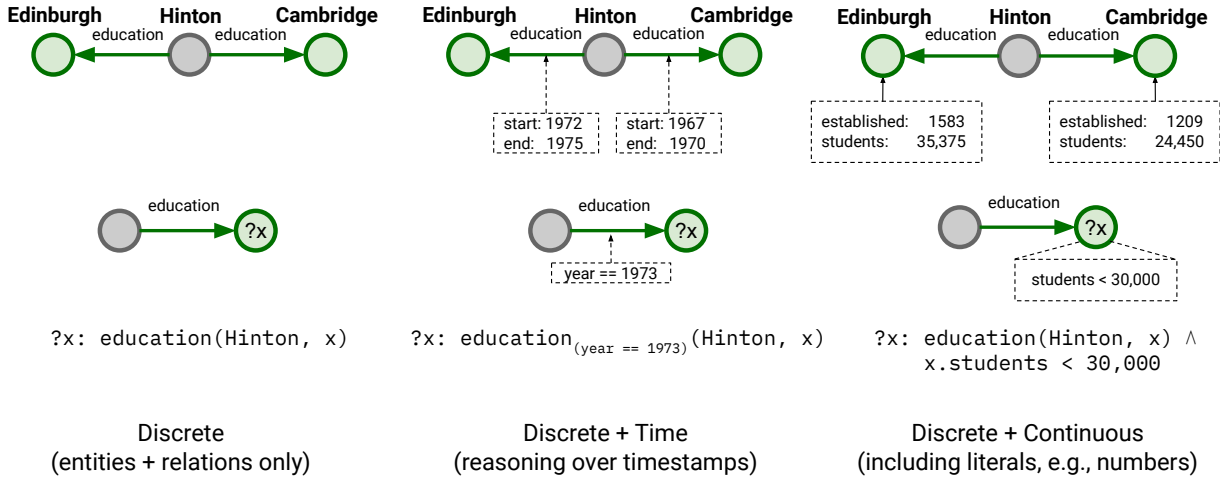 Edinburgh Hinton Cambridge
education education
?x
education
?x: education(Hinton, x)
Discrete
(entities + relations only)
Edinburgh Hinton Cambridge
education education
start: 1972
end: 1975
start: 1967
end: 1970
education
?x
year == 1973
?x: education(year == 1973)(Hinton, x)
Discrete + Time
(reasoning over timestamps)
Edinburgh Hinton Cambridge
education education
established: 1583
students: 35,375
established: 1209
students: 24,450
education
?x
students < 30,000
?x: education(Hinton, x) ∧
x.students < 30,000
Discrete + Continuous
(including literals, e.g., numbers)